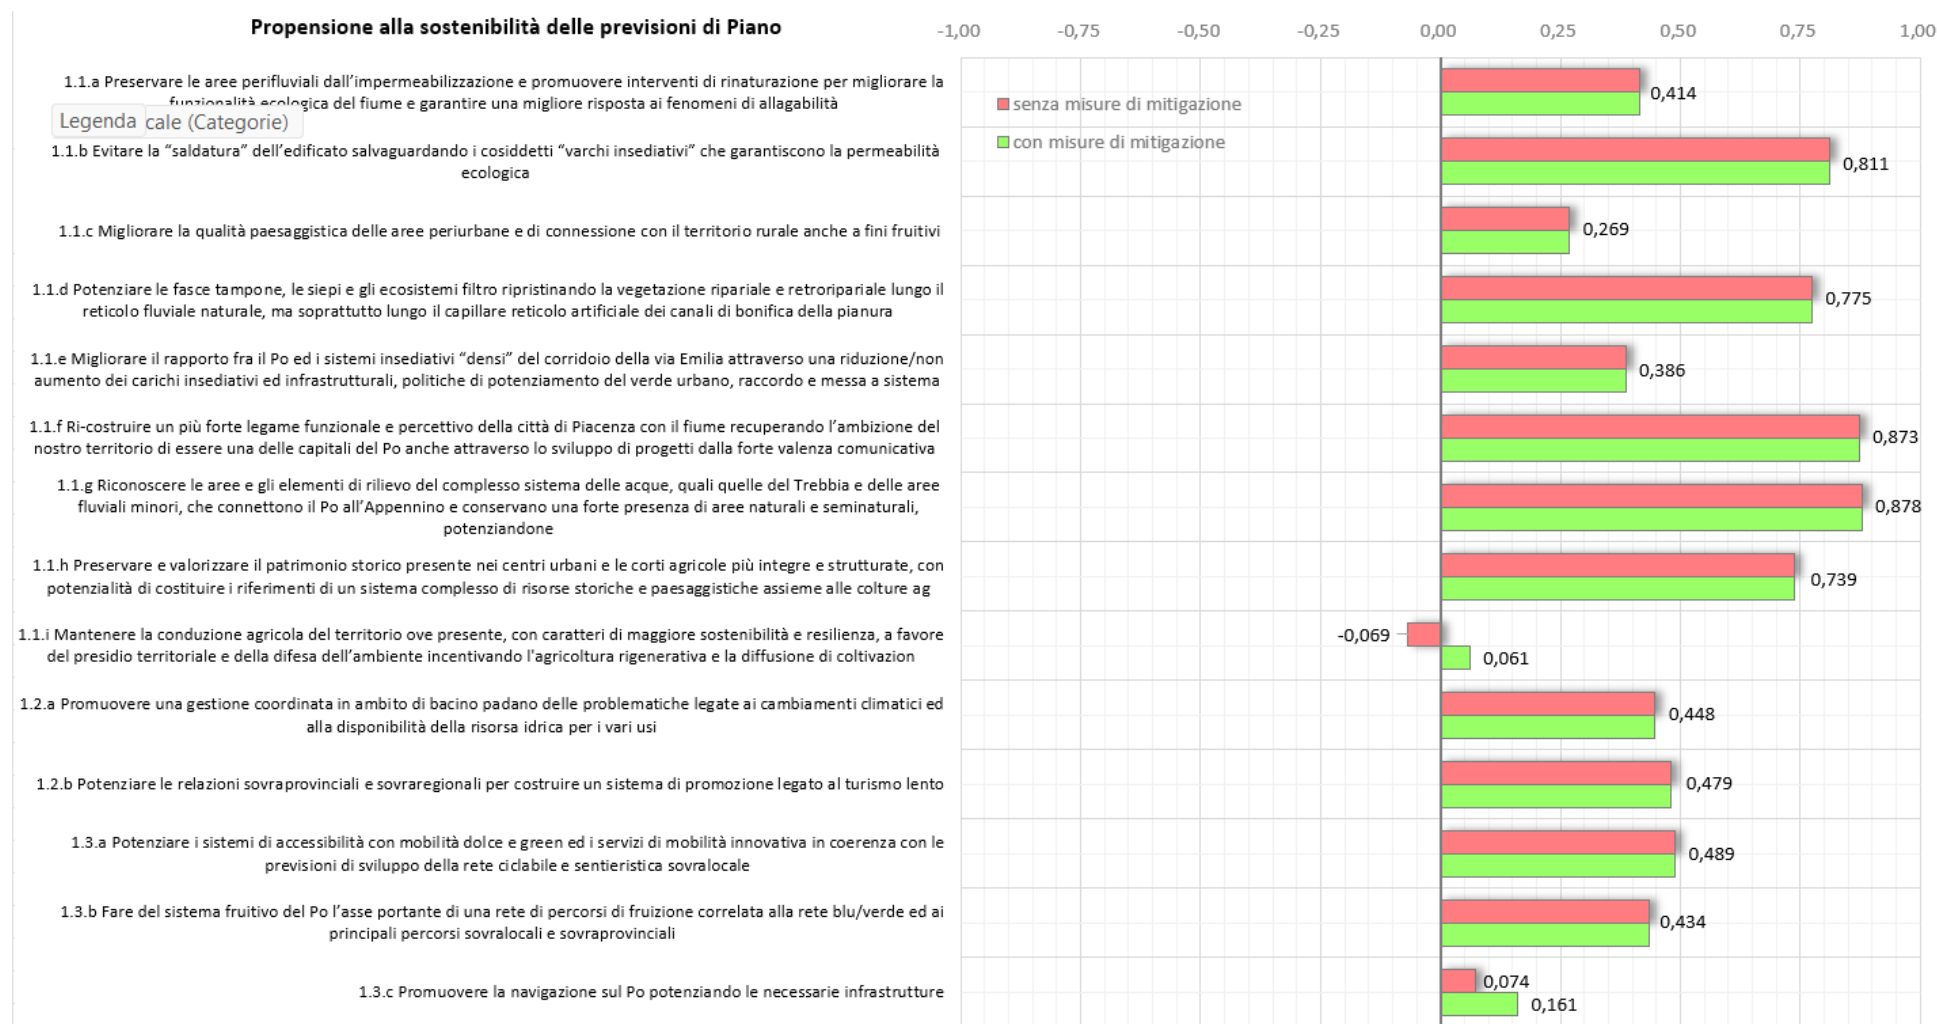 Propensione alla sostenibilità delle previsioni di Piano
-1,00 -0,75 -0,50 -0,25 0,00 0,25 0,50 0,75 1,00
senza misure di mitigazione
con misure di mitigazione
1.1.a Preservare le aree perifluviali dall’impermeabilizzazione e promuovere interventi di rinaturazione per migliorare la
funzionalità ecologica del fiume e garantire una migliore risposta ai fenomeni di allagabilità
0,414
Legenda cale (Categorie)
1.1.b Evitare la “saldatura” dell’edificato salvaguardando i cosiddetti “varchi insediativi” che garantiscono la permeabilità
ecologica
0,811
1.1.c Migliorare la qualità paesaggistica delle aree periurbane e di connessione con il territorio rurale anche a fini fruitivi
0,269
1.1.d Potenziare le fasce tampone, le siepi e gli ecosistemi filtro ripristinando la vegetazione ripariale e retroripariale lungo il
reticolo fluviale naturale, ma soprattutto lungo il capillare reticolo artificiale dei canali di bonifica della pianura
0,775
1.1.e Migliorare il rapporto fra il Po ed i sistemi insediativi “densi” del corridoio della via Emilia attraverso una riduzione/non
aumento dei carichi insediativi ed infrastrutturali, politiche di potenziamento del verde urbano, raccordo e messa a sistema
0,386
1.1.f Ri-costruire un più forte legame funzionale e percettivo della città di Piacenza con il fiume recuperando l’ambizione del
nostro territorio di essere una delle capitali del Po anche attraverso lo sviluppo di progetti dalla forte valenza comunicativa
0,873
1.1.g Riconoscere le aree e gli elementi di rilievo del complesso sistema delle acque, quali quelle del Trebbia e delle aree
fluviali minori, che connettono il Po all’Appennino e conservano una forte presenza di aree naturali e seminaturali,
potenziandone
0,878
1.1.h Preservare e valorizzare il patrimonio storico presente nei centri urbani e le corti agricole più integre e strutturate, con
potenzialità di costituire i riferimenti di un sistema complesso di risorse storiche e paesaggistiche assieme alle colture ag
0,739
1.1.i Mantenere la conduzione agricola del territorio ove presente, con caratteri di maggiore sostenibilità e resilienza, a favore
del presidio territoriale e della difesa dell’ambiente incentivando l'agricoltura rigenerativa e la diffusione di coltivazion
-0,069
0,061
1.2.a Promuovere una gestione coordinata in ambito di bacino padano delle problematiche legate ai cambiamenti climatici ed
alla disponibilità della risorsa idrica per i vari usi
0,448
1.2.b Potenziare le relazioni sovraprovinciali e sovraregionali per costruire un sistema di promozione legato al turismo lento
0,479
1.3.a Potenziare i sistemi di accessibilità con mobilità dolce e green ed i servizi di mobilità innovativa in coerenza con le
previsioni di sviluppo della rete ciclabile e sentieristica sovralocale
0,489
1.3.b Fare del sistema fruitivo del Po l’asse portante di una rete di percorsi di fruizione correlata alla rete blu/verde ed ai
principali percorsi sovralocali e sovraprovinciali
0,434
1.3.c Promuovere la navigazione sul Po potenziando le necessarie infrastrutture
0,074
0,161